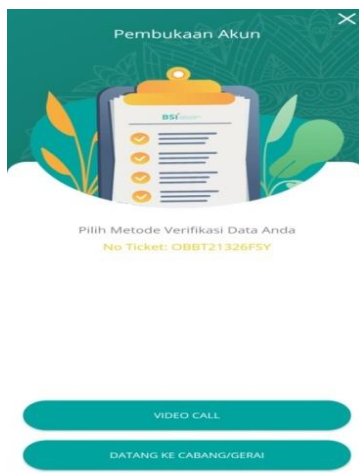 Pembukaan Akun
BSI
Pilih Metode Verifikasi Data Anda
No Ticket: OBBT21326FSY
VIDEO CALL
DATANG KE CABANG/GERAI